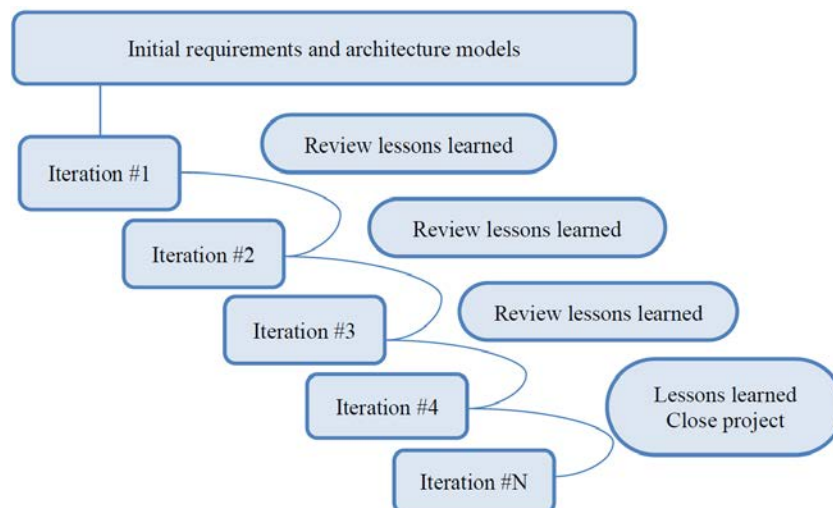 Initial requirements and architecture models
Review lessons learned
Iteration #1
Review lessons learned
Iteration #2
Review lessons learned
Iteration #3
Lessons learned
Close project
Iteration #4
Iteration #N